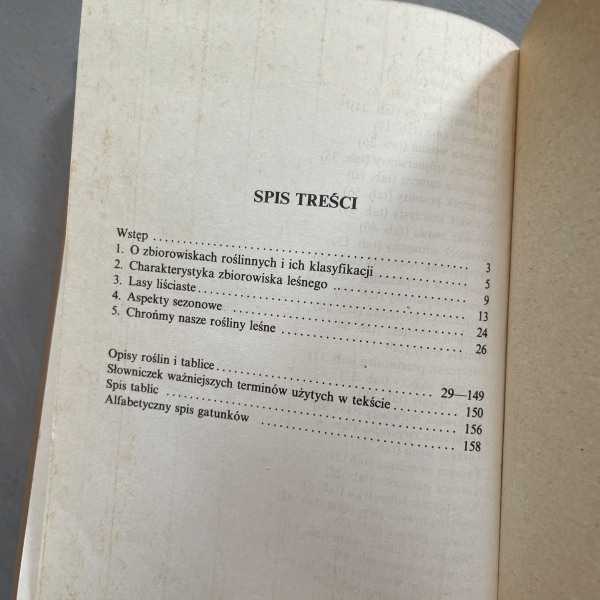 SPIS TREŚCI
Wstęp ........................................ 3
1. O zbiorowiskach roślinnych i ich klasyfikacji ............ 5
2. Charakterystyka zbiorowiska leśnego .................. 9
3. Lasy liściaste ........................................ 13
4. Aspekty sezonowe .................................. 24
5. Chrońmy nasze rośliny leśne .......................... 26
Opisy roślin i tablice .............................. 29—149
Słowniczek ważniejszych terminów użytych w tekście .......... 150
Spis tablic ........................................ 156
Alfabetyczny spis gatunków .......................... 158